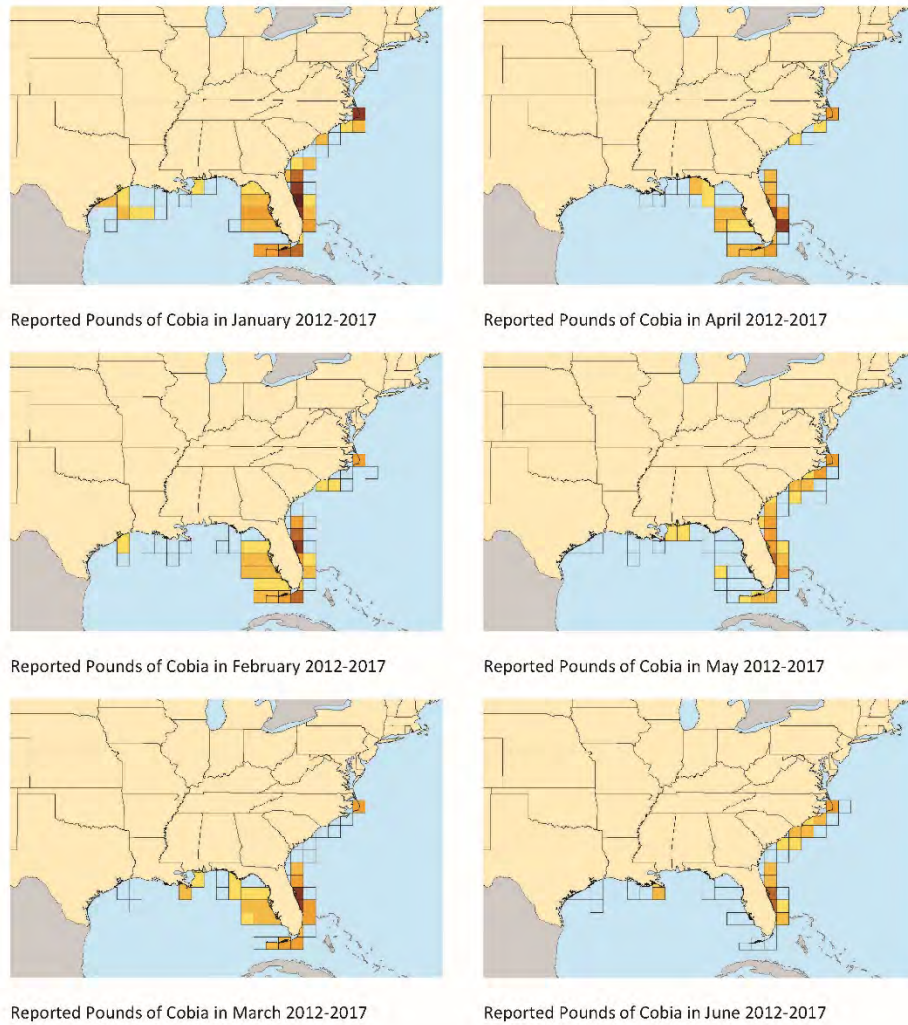 Reported Pounds of Cobia in January 2012-2017
Reported Pounds of Cobia in April 2012-2017
Reported Pounds of Cobia in February 2012-2017
Reported Pounds of Cobia in May 2012-2017
Reported Pounds of Cobia in March 2012-2017
Reported Pounds of Cobia in June 2012-2017